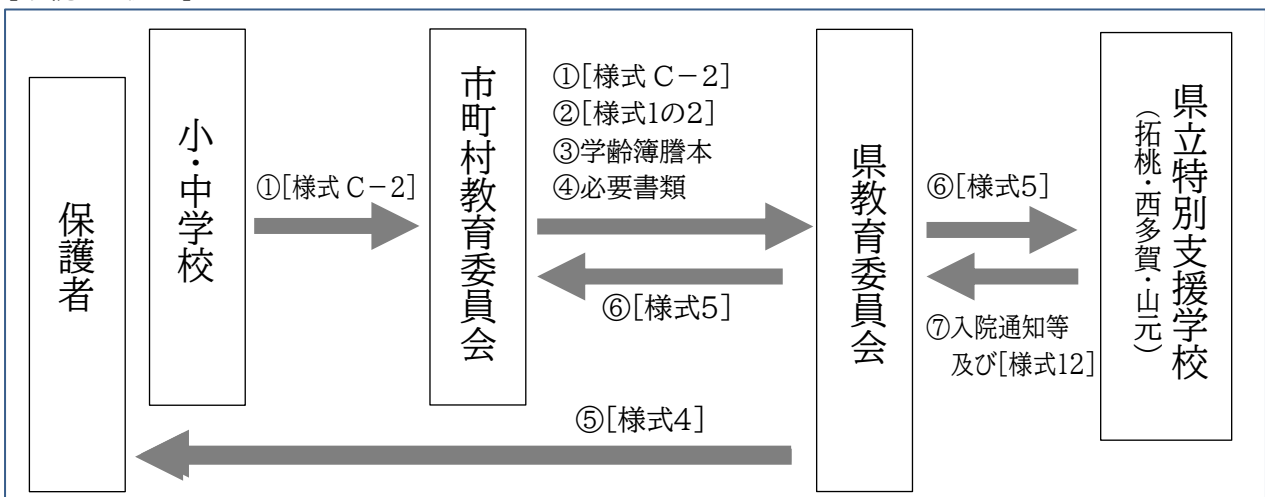 保護者
小・中学校
①[様式C−2]
市町村教育委員会
①[様式C−2]
②[様式1の2]
③学齢簿謄本
④必要書類
⑥[様式5]
県教育委員会
⑥[様式5]
⑦入院通知等
及び[様式12]
県立特別支援学校
（拓桃・西多賀・山元）
⑤[様式4]